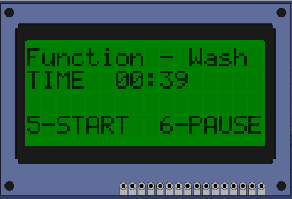 Function - Wash
TIME  00:39
5-START  6-PAUSE